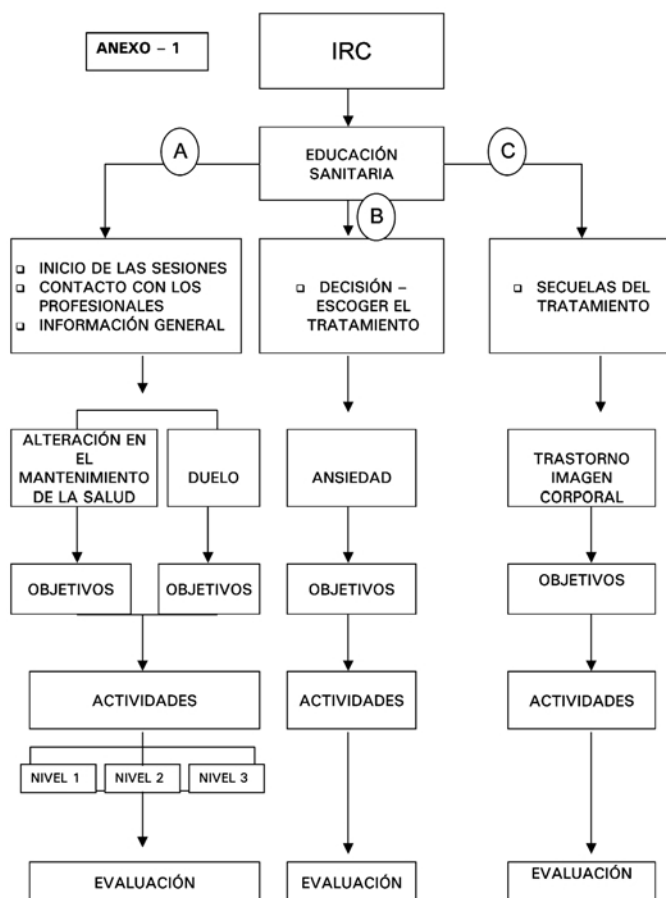 ANEXO – 1
IRC
EDUCACIÓN
SANITARIA
A
B
C
❑ INICIO DE LAS SESIONES
❑ CONTACTO CON LOS
PROFESIONALES
❑ INFORMACIÓN GENERAL
❑ DECISIÓN –
ESCOGER EL
TRATAMIENTO
❑ SECUELAS DEL
TRATAMIENTO
ALTERACIÓN EN
EL
MANTENIMIENTO
DE LA SALUD
DUELO
ANSIEDAD
TRASTORNO
IMAGEN
CORPORAL
OBJETIVOS
OBJETIVOS
OBJETIVOS
OBJETIVOS
ACTIVIDADES
ACTIVIDADES
ACTIVIDADES
NIVEL 1
NIVEL 2
NIVEL 3
EVALUACIÓN
EVALUACIÓN
EVALUACIÓN